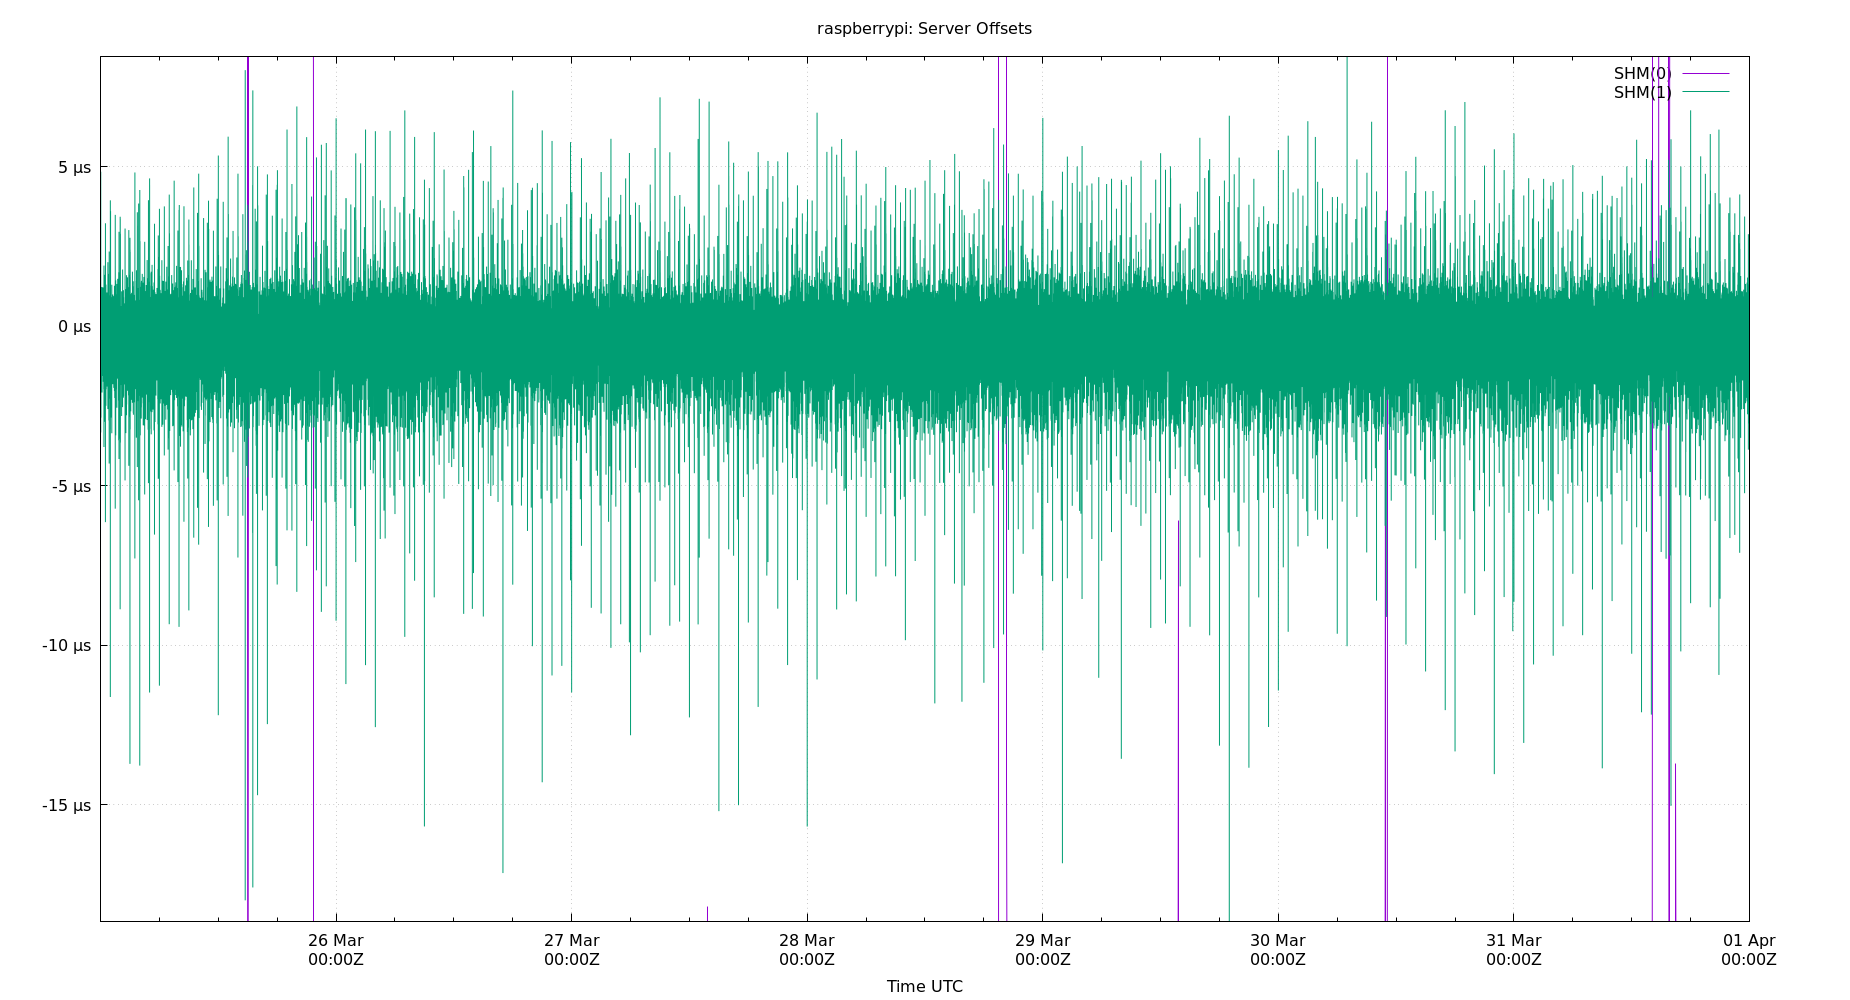 raspberrypi: Server Offsets
SHM(0)
SHM(1)
5 µs
0 µs
-5 µs
-10 µs
-15 µs
26 Mar
00:00Z
27 Mar
00:00Z
28 Mar
00:00Z
29 Mar
00:00Z
30 Mar
00:00Z
31 Mar
00:00Z
01 Apr
00:00Z
Time UTC